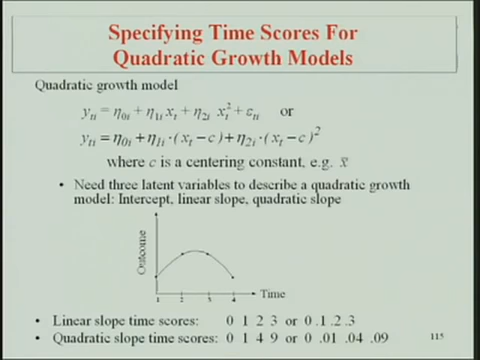 Specifying Time Scores For
Quadratic Growth Models
Quadratic growth model
y_ti = η_0i + η_1i x_t + η_2i x_t^2 + ε_ti or
y_ti = η_0i + η_1i · (x_t – c) + η_2i · (x_t – c)^2
where c is a centering constant, e.g. x̄
• Need three latent variables to describe a quadratic growth
model: Intercept, linear slope, quadratic slope
Outcome
1 2 3 4 Time
• Linear slope time scores: 0 1 2 3 or 0 .1 .2 .3
• Quadratic slope time scores: 0 1 4 9 or 0 .01 .04 .09
115